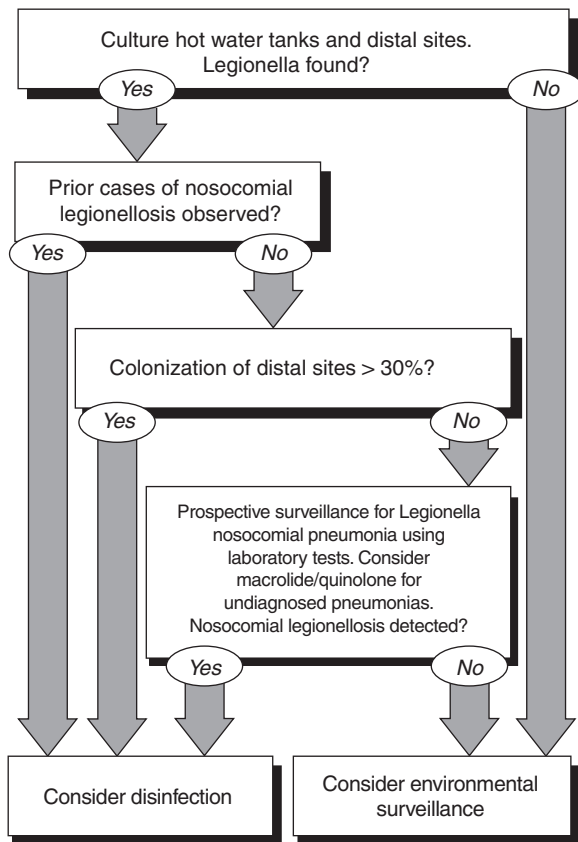 Culture hot water tanks and distal sites.
Legionella found?
Yes
No
Prior cases of nosocomial
legionellosis observed?
Yes
No
Colonization of distal sites > 30%?
Yes
No
Prospective surveillance for Legionella
nosocomial pneumonia using
laboratory tests. Consider
macrolide/quinolone for
undiagnosed pneumonias.
Nosocomial legionellosis detected?
Yes
No
Consider disinfection
Consider environmental
surveillance